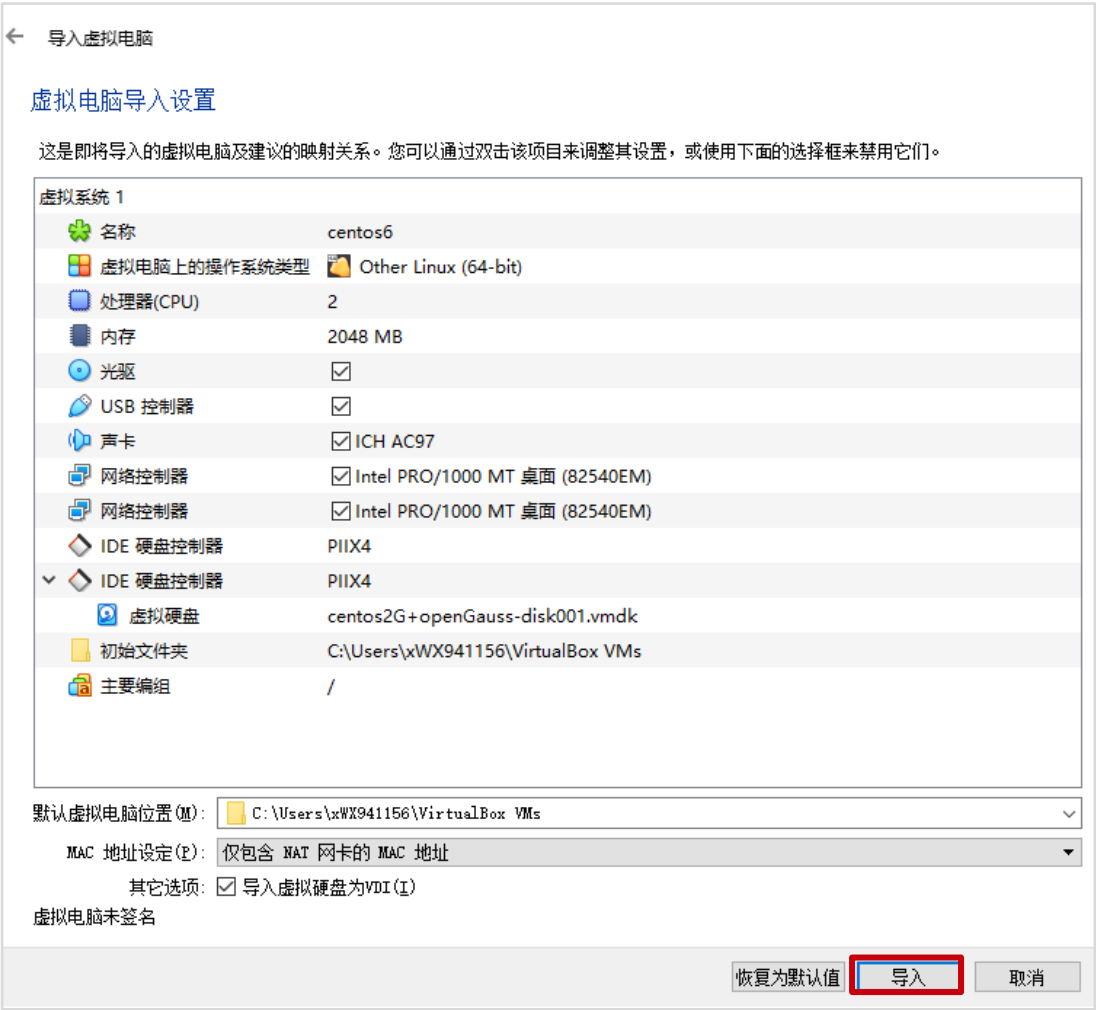 导入虚拟电脑
虚拟电脑导入设置
这是即将导入的虚拟电脑及建议的映射关系。您可以通过双击该项目来调整其设置，或使用下面的选择框来禁用它们。
虚拟系统 1
名称 centos6
虚拟电脑上的操作系统类型 Other Linux (64-bit)
处理器(CPU) 2
内存 2048 MB
光驱
USB 控制器
声卡 ICH AC97
网络控制器 Intel PRO/1000 MT 桌面 (82540EM)
网络控制器 Intel PRO/1000 MT 桌面 (82540EM)
IDE 硬盘控制器 PIIX4
IDE 硬盘控制器 PIIX4
虚拟硬盘 centos2G+openGauss-disk001.vmdk
初始文件夹 C:\Users\xWX941156\VirtualBox VMs
主要编组 /
默认虚拟电脑位置(M): C:\Users\xWX941156\VirtualBox VMs
MAC 地址设定(P): 仅包含 NAT 网卡的 MAC 地址
其它选项: 导入虚拟硬盘为VDI(I)
虚拟电脑未签名
恢复为默认值 导入 取消